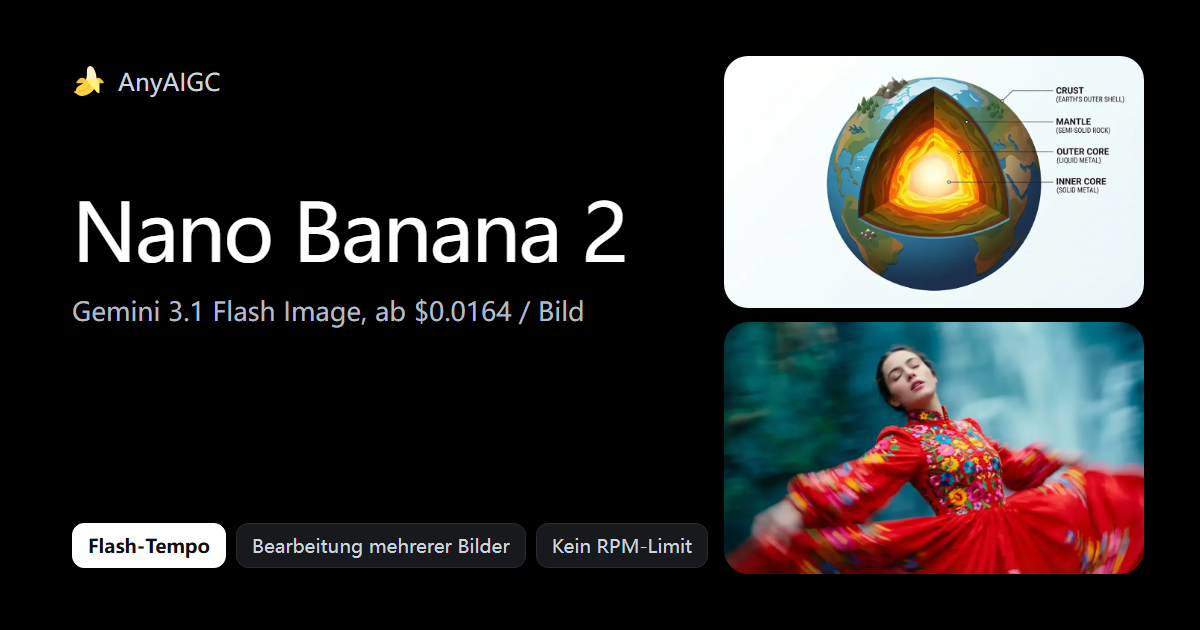 AnyAIGC
Nano Banana 2
Gemini 3.1 Flash Image, ab $0.0164 / Bild
Flash-Tempo
Bearbeitung mehrerer Bilder
Kein RPM-Limit
CRUST
(EARTH'S OUTER SHELL)
MANTLE
(SEMI-SOLID ROCK)
OUTER CORE
(LIQUID METAL)
INNER CORE
(SOLID METAL)